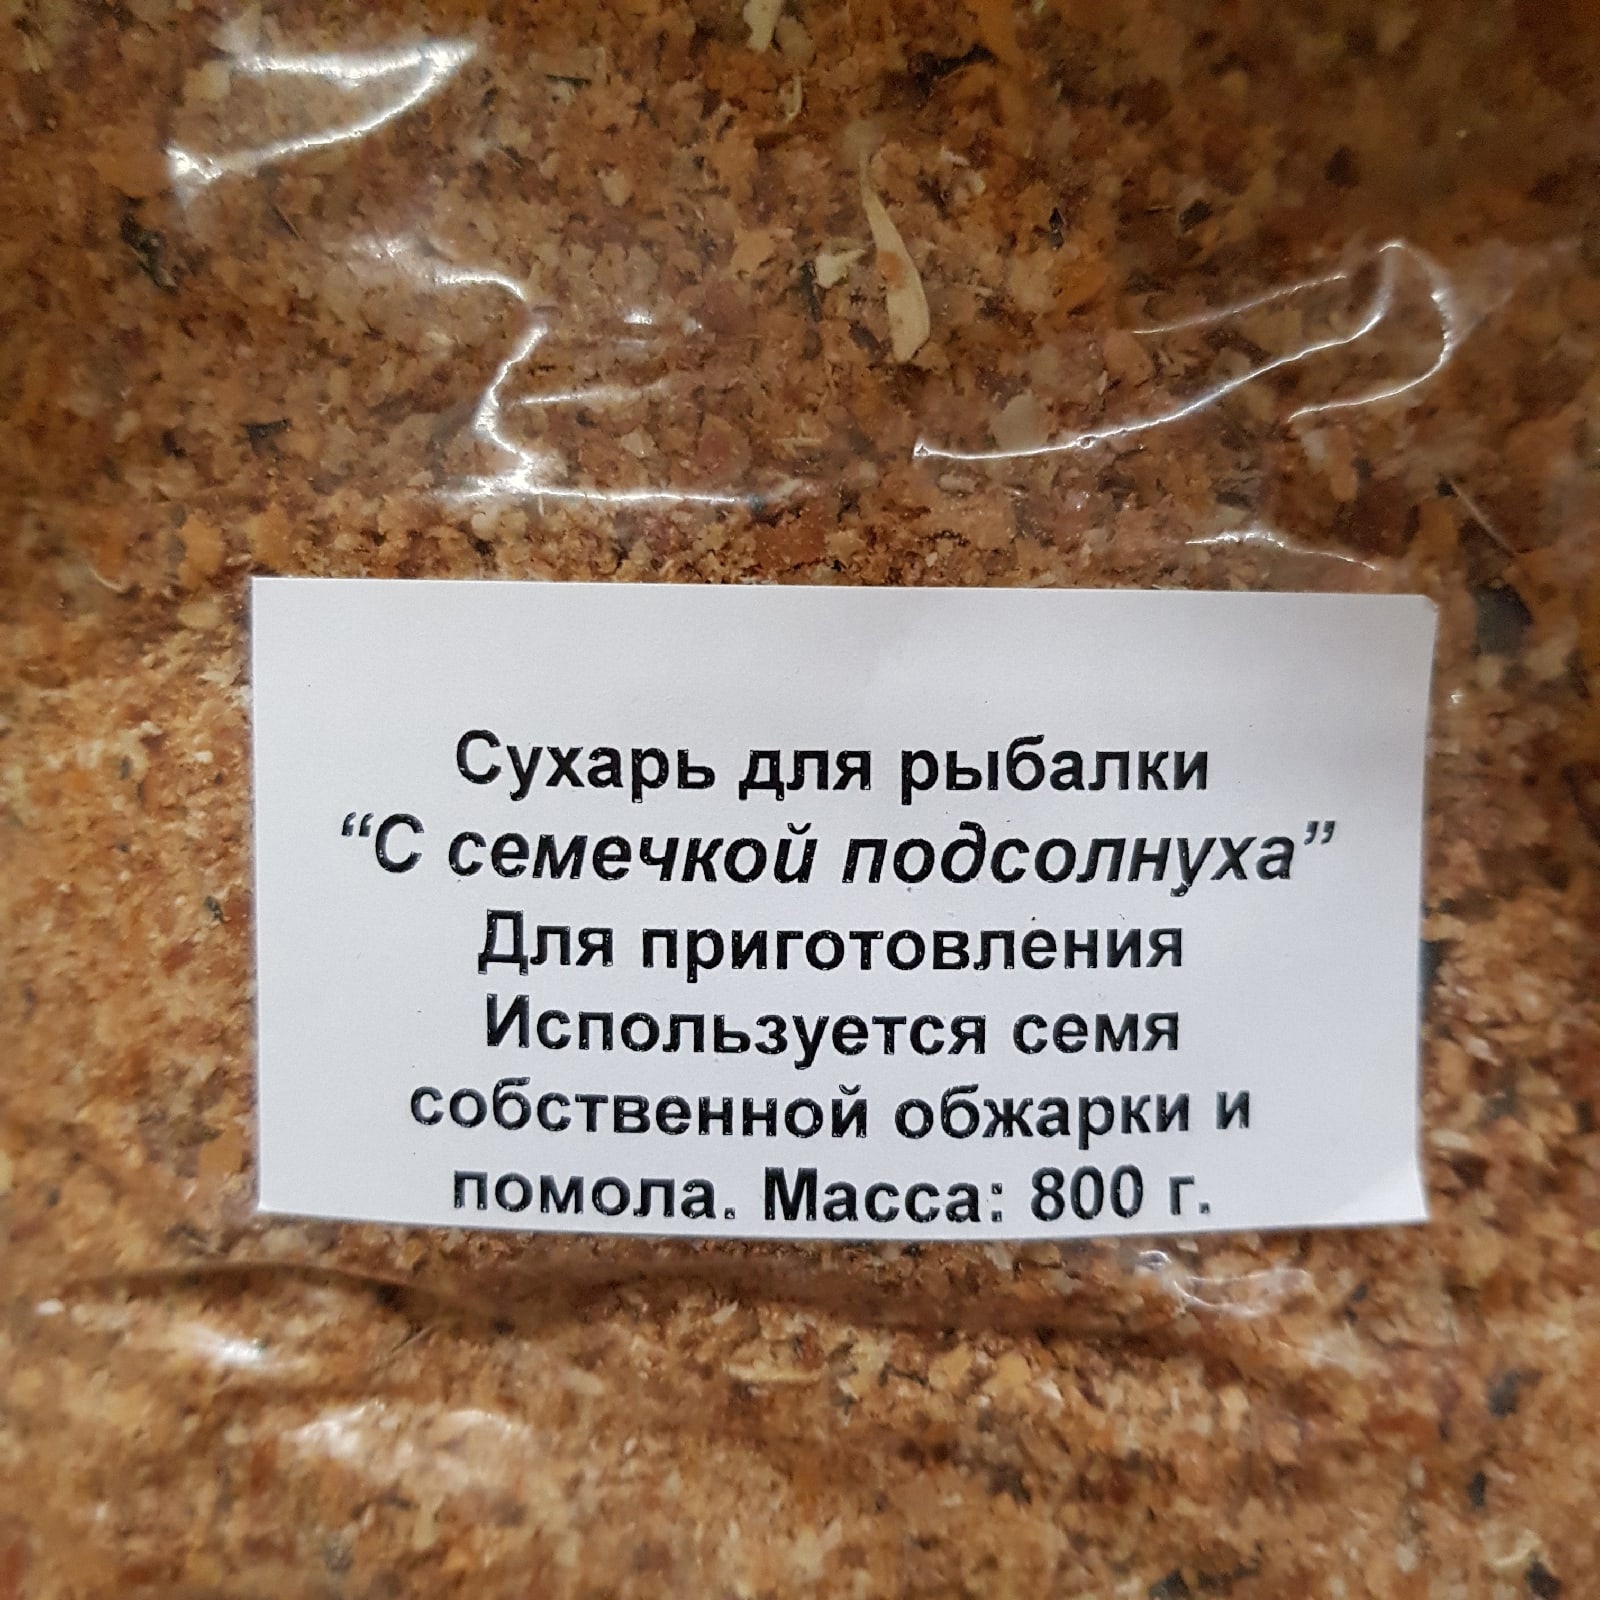 Сухарь для рыбалки
“С семечкой подсолнуха”
Для приготовления
Используется семя
собственной обжарки и
помола. Масса: 800 г.